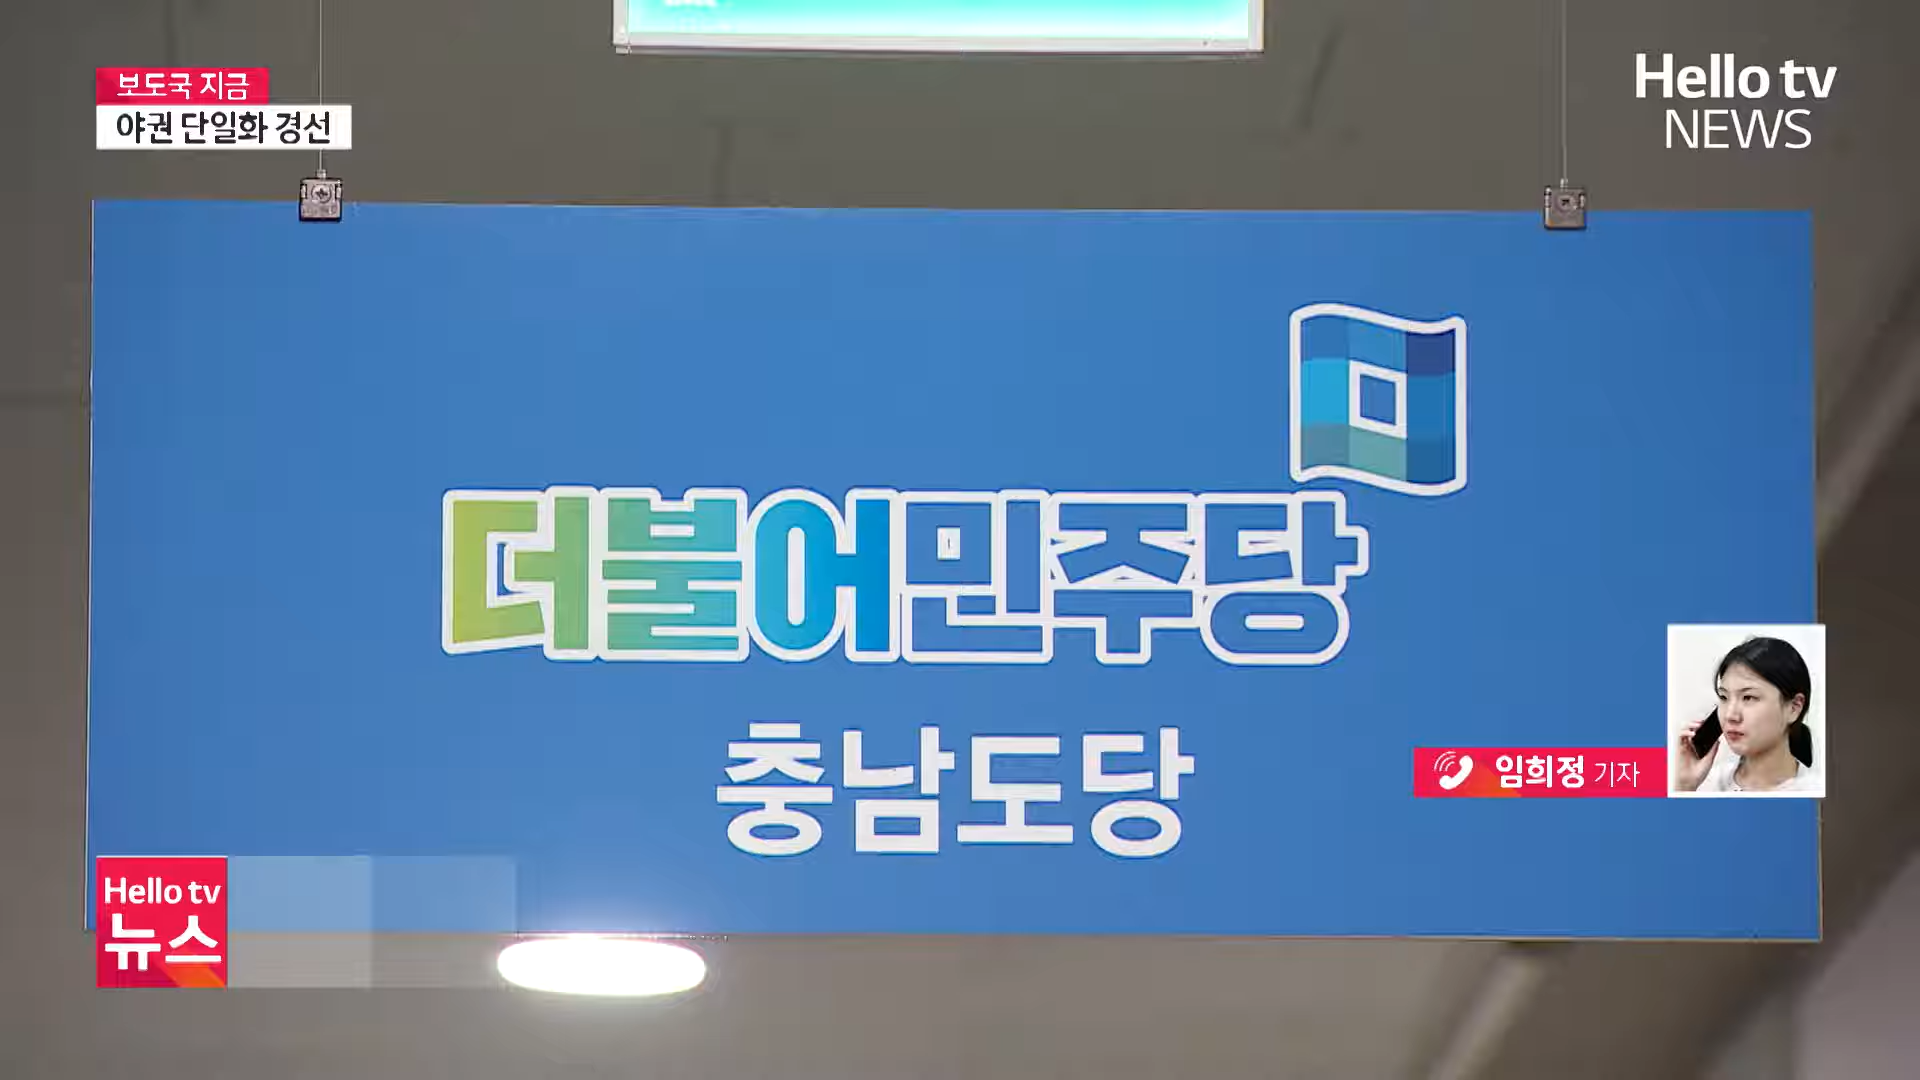 보도국 지금
야권 단일화 경선
Hello tv
NEWS
더불어민주당
충남도당
임희정 기자
Hello tv
뉴스